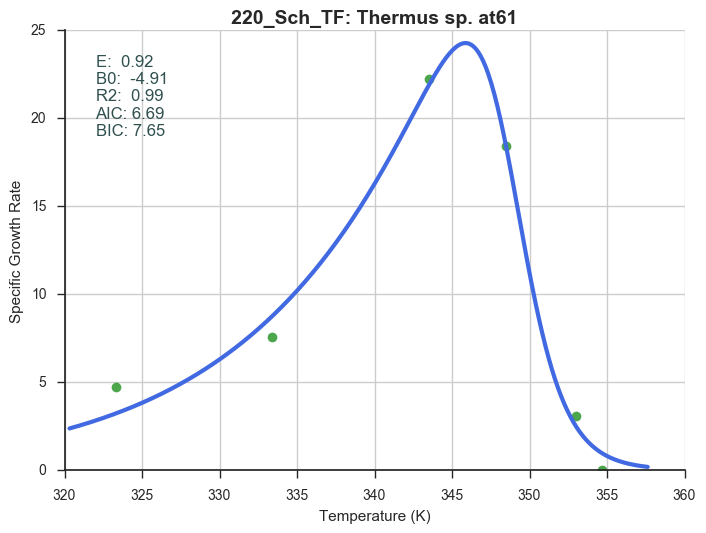 220_Sch_TF: Thermus sp. at61
E:  0.92
B0:  -4.91
R2:  0.99
AIC: 6.69
BIC: 7.65
Specific Growth Rate
25
20
15
10
5
0
320 325 330 335 340 345 350 355 360
Temperature (K)